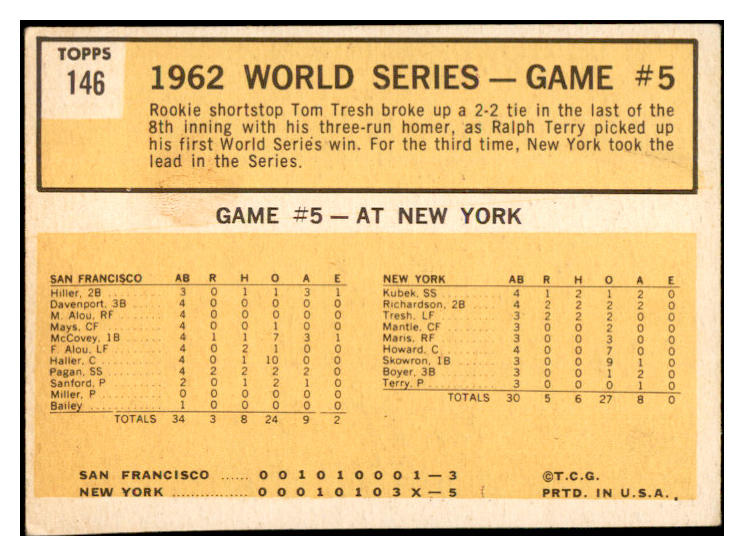 TOPPS
146
1962 WORLD SERIES — GAME #5
Rookie shortstop Tom Tresh broke up a 2-2 tie in the last of the
8th inning with his three-run homer, as Ralph Terry picked up
his first World Series win. For the third time, New York took the
lead in the Series.
GAME #5 — AT NEW YORK
SAN FRANCISCO AB R H O A E
Hiller, 2B ........ 3 0 1 1 3 1
Davenport, 3B ..... 4 0 0 0 0 0
M. Alou, RF ....... 4 0 0 0 0 0
Mays, CF .......... 4 0 0 1 0 0
McCovey, 1B ....... 4 1 1 7 3 1
F. Alou, LF ....... 4 0 2 1 0 0
Haller, C ......... 4 0 1 10 0 0
Pagan, SS ......... 4 2 2 2 2 0
Sanford, P ........ 2 0 1 2 1 0
Miller, P ......... 0 0 0 0 0 0
Bailey ............ 1 0 0 0 0 0
TOTALS 34 3 8 24 9 2
NEW YORK AB R H O A E
Kubek, SS ......... 4 1 2 1 2 0
Richardson, 2B .... 4 2 2 2 2 0
Tresh, LF ......... 3 2 2 2 0 0
Mantle, CF ........ 3 0 0 2 0 0
Maris, RF ......... 3 0 0 3 0 0
Howard, C ......... 4 0 0 7 0 0
Skowron, 1B ....... 3 0 0 9 1 0
Boyer, 3B ......... 3 0 0 1 2 0
Terry, P .......... 3 0 0 0 1 0
TOTALS 30 5 6 27 8 0
SAN FRANCISCO ...... 0 0 1 0 1 0 0 0 1 — 3
NEW YORK ............... 0 0 0 1 0 1 0 3 X — 5
©T.C.G.
PRTD. IN U.S.A.